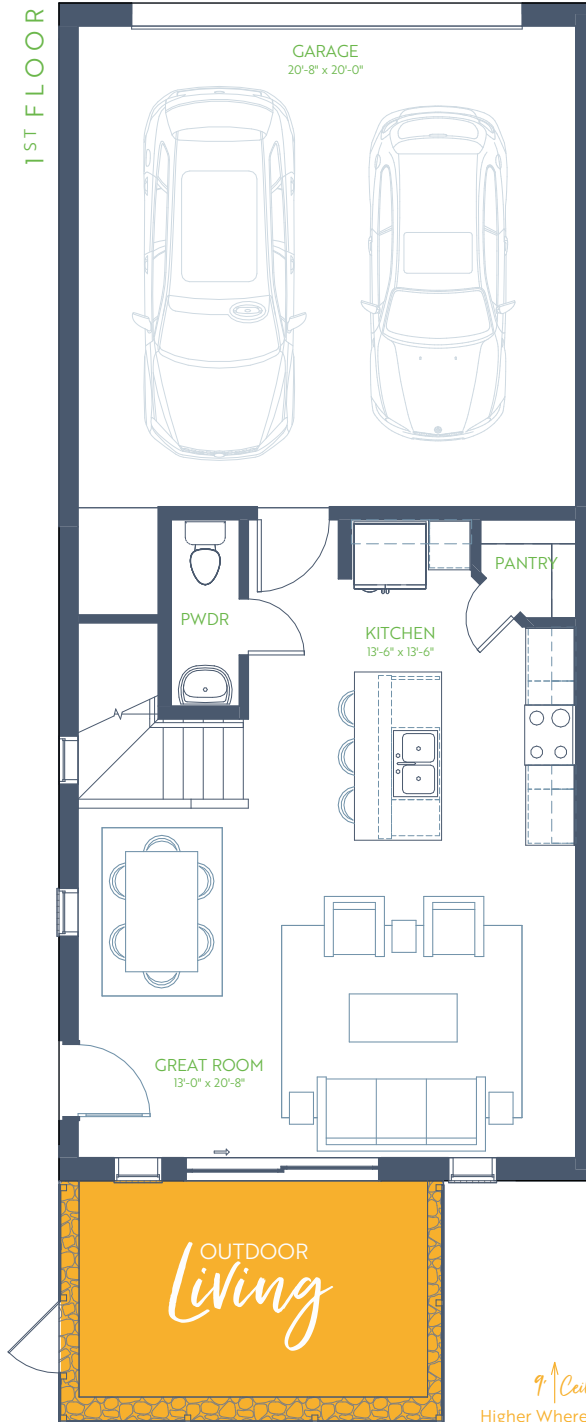 1ST FLOOR
GARAGE
20'-8" x 20'-0"
PWDR
PANTRY
KITCHEN
13'-6" x 13'-6"
GREAT ROOM
13'-0" x 20'-8"
OUTDOOR
Living
9'
Higher